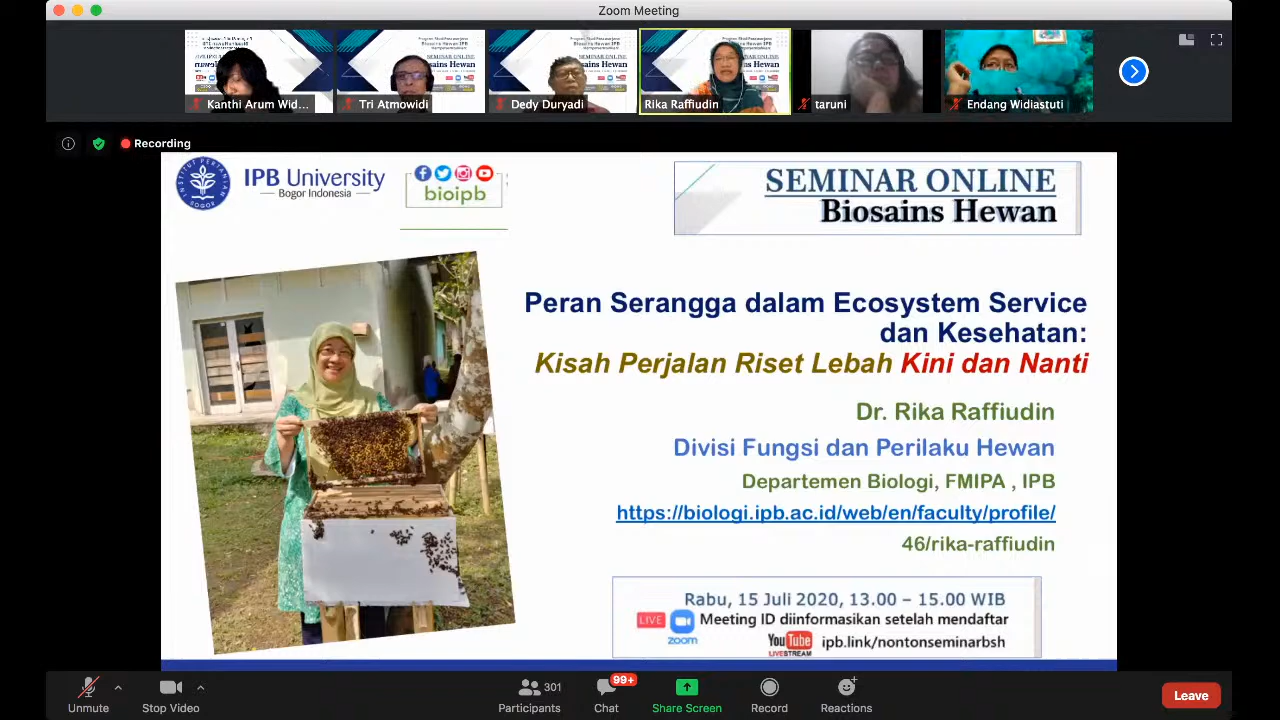 Zoom Meeting
Kanthi Arum Wid...
Tri Atmowidi
Dedy Duryadi
Rika Raffiudin
taruni
Endang Widiastuti
Recording
IPB University
Bogor Indonesia
bioipb
SEMINAR ONLINE
Biosains Hewan
Peran Serangga dalam Ecosystem Service
dan Kesehatan:
Kisah Perjalan Riset Lebah Kini dan Nanti
Dr. Rika Raffiudin
Divisi Fungsi dan Perilaku Hewan
Departemen Biologi, FMIPA , IPB
https://biologi.ipb.ac.id/web/en/faculty/profile/
46/rika-raffiudin
Rabu, 15 Juli 2020, 13.00 – 15.00 WIB
LIVE zoom Meeting ID diinformasikan setelah mendaftar
YouTube LIVESTREAM ipb.link/nontonseminarbsh
Unmute
Stop Video
301
Participants
99+
Chat
Share Screen
Record
Reactions
Leave